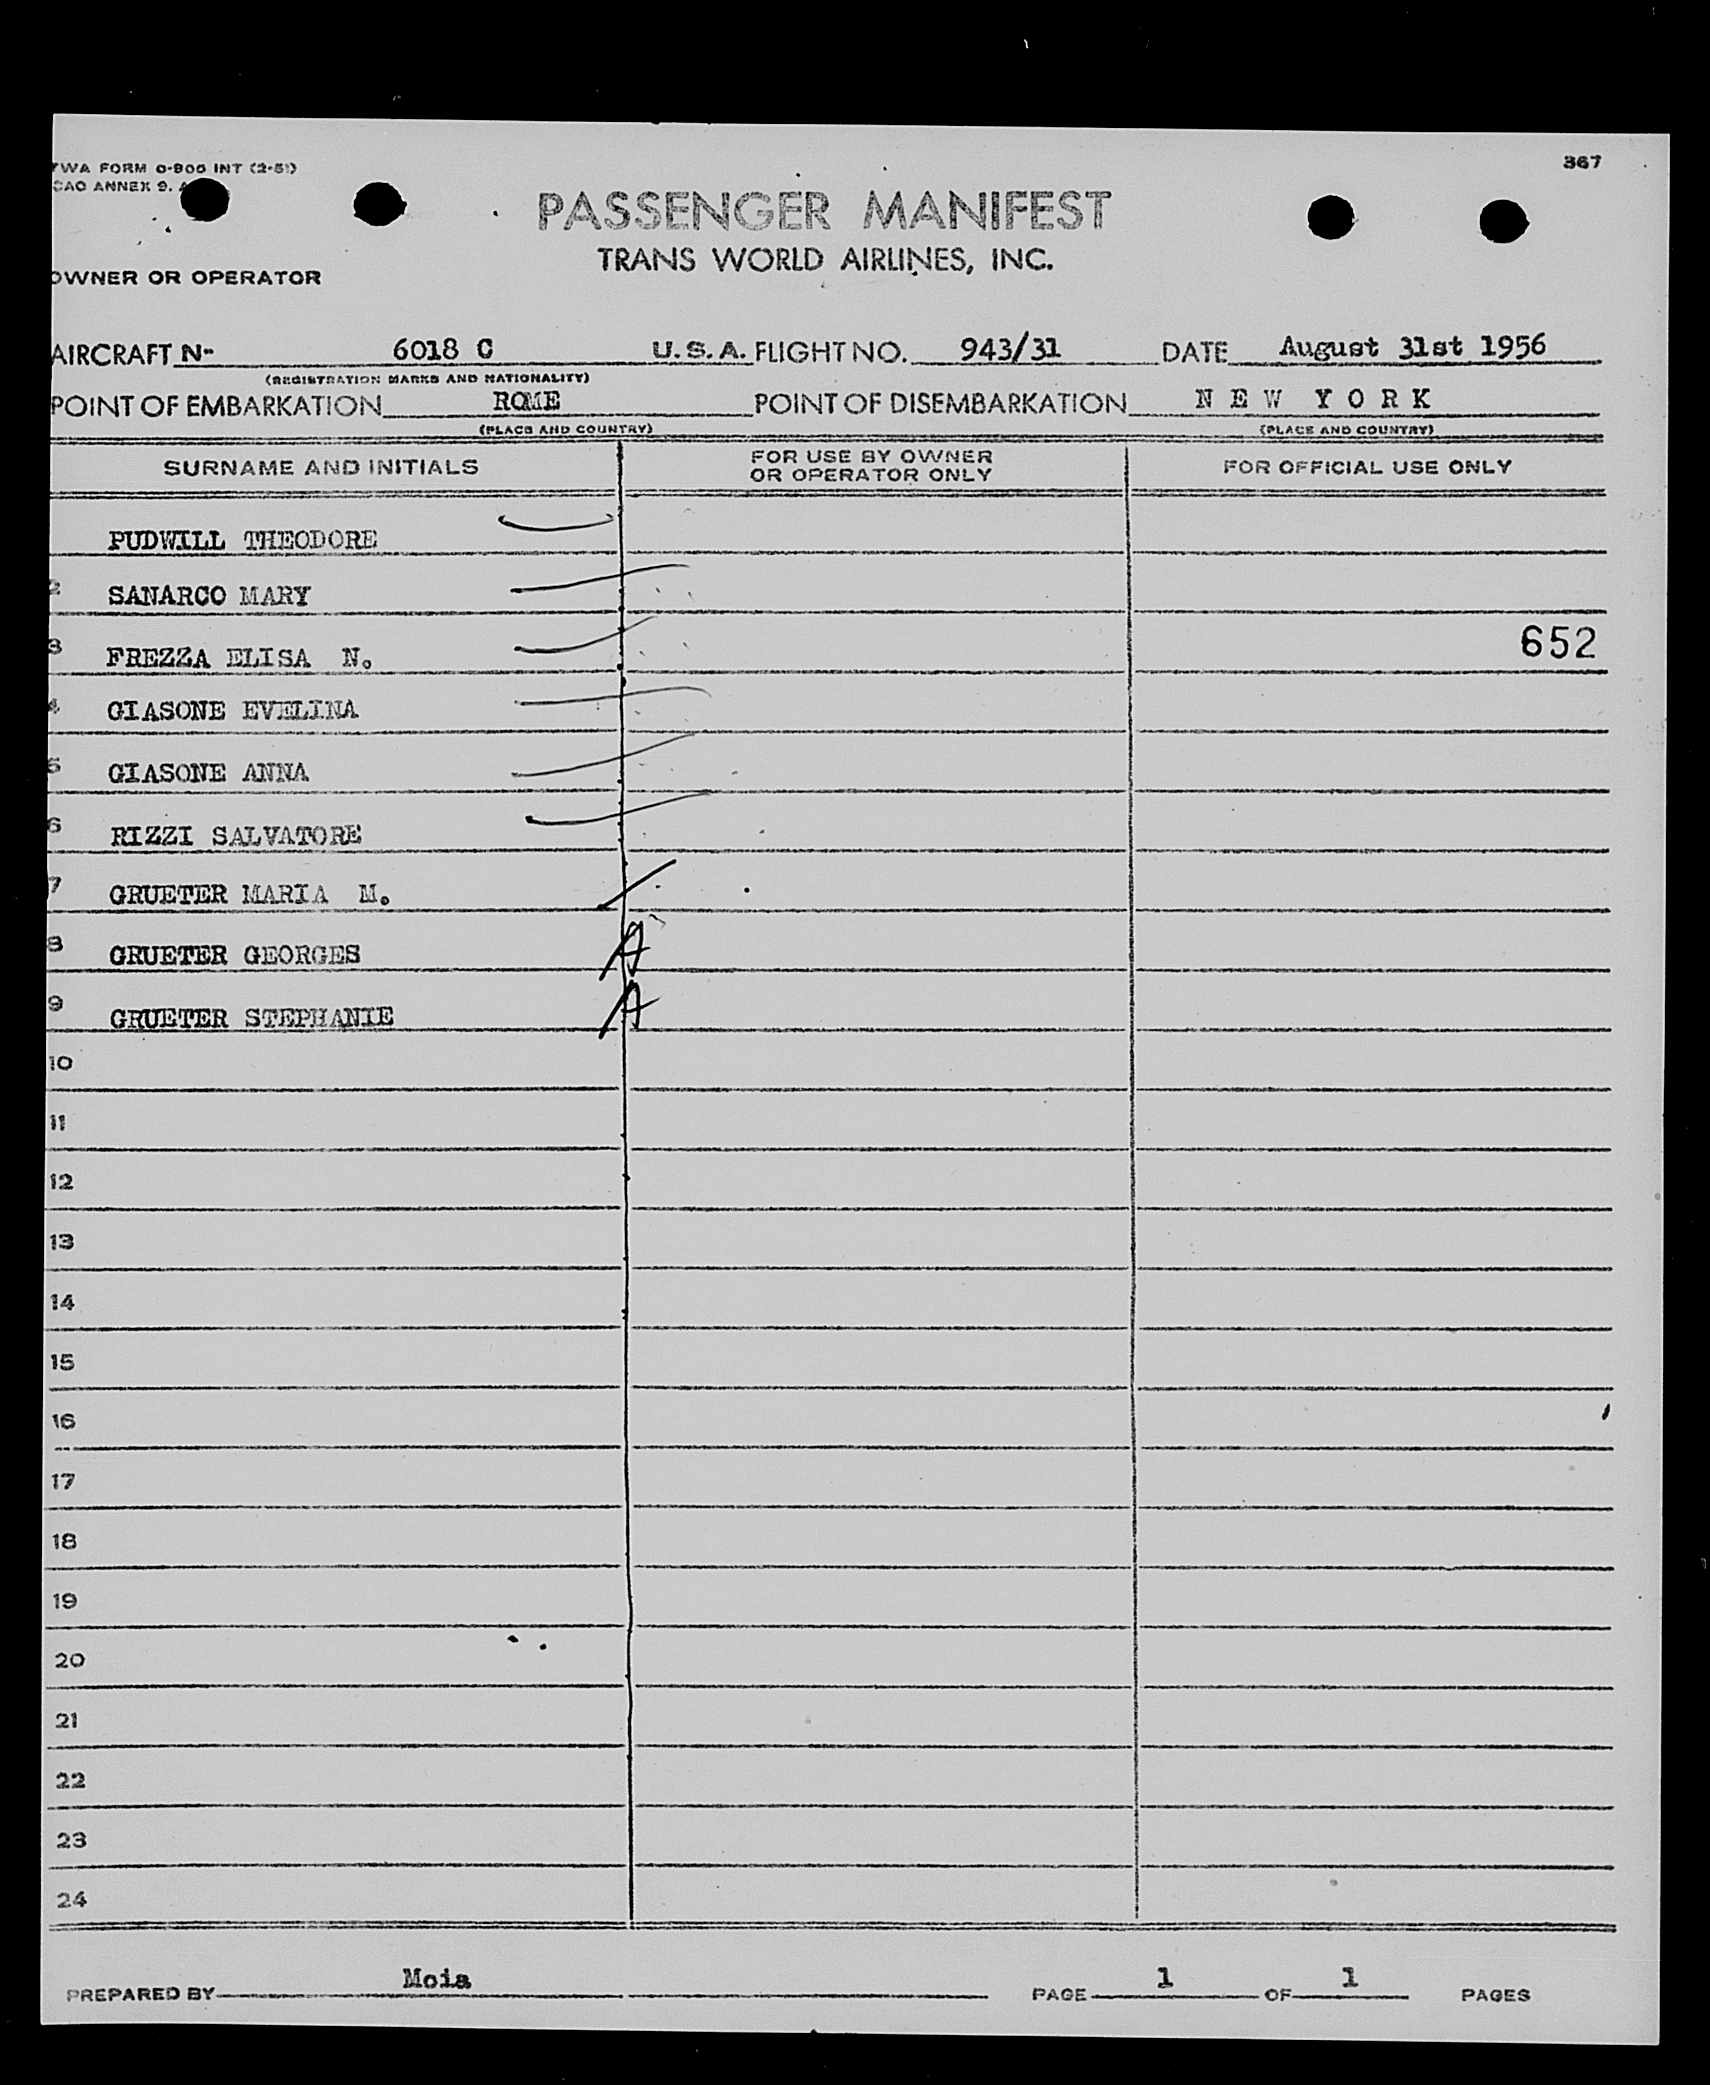 TWA FORM O-900 INT (2-51)
367
CAO ANNEX 9. A
PASSENGER MANIFEST
TRANS WORLD AIRLINES, INC.
OWNER OR OPERATOR
AIRCRAFT N- 6018 C U.S.A. FLIGHT NO. 943/31 DATE August 31st 1956
(REGISTRATION MARKS AND NATIONALITY)
POINT OF EMBARKATION ROME POINT OF DISEMBARKATION N E W Y O R K
(PLACE AND COUNTRY) (PLACE AND COUNTRY)
SURNAME AND INITIALS FOR USE BY OWNER OR OPERATOR ONLY FOR OFFICIAL USE ONLY
PUDWILL THEODORE
2 SANARCO MARY
3 FREZZA ELISA N. 652
4 GIASONE EVELINA
5 GIASONE ANNA
6 RIZZI SALVATORE
7 GRUETER MARIA M.
8 GRUETER GEORGES A
9 GRUETER STEPHANIE A
10
11
12
13
14
15
16
17
18
19
20
21
22
23
24
PREPARED BY Moia PAGE 1 OF 1 PAGES